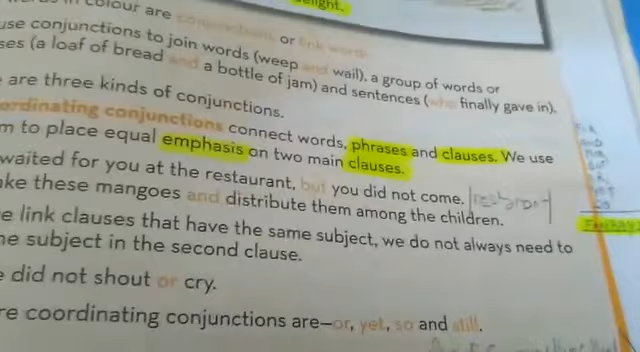 elight.
colour are conjunctions or link words.
use conjunctions to join words (weep and wail), a group of words or
ses (a loaf of bread and a bottle of jam) and sentences (who finally gave in).
are three kinds of conjunctions.
ordinating conjunctions connect words, phrases and clauses. We use
m to place equal emphasis on two main clauses.
waited for you at the restaurant, but you did not come.
ake these mangoes and distribute them among the children.
e link clauses that have the same subject, we do not always need to
he subject in the second clause.
e did not shout or cry.
re coordinating conjunctions are—or, yet, so and still.